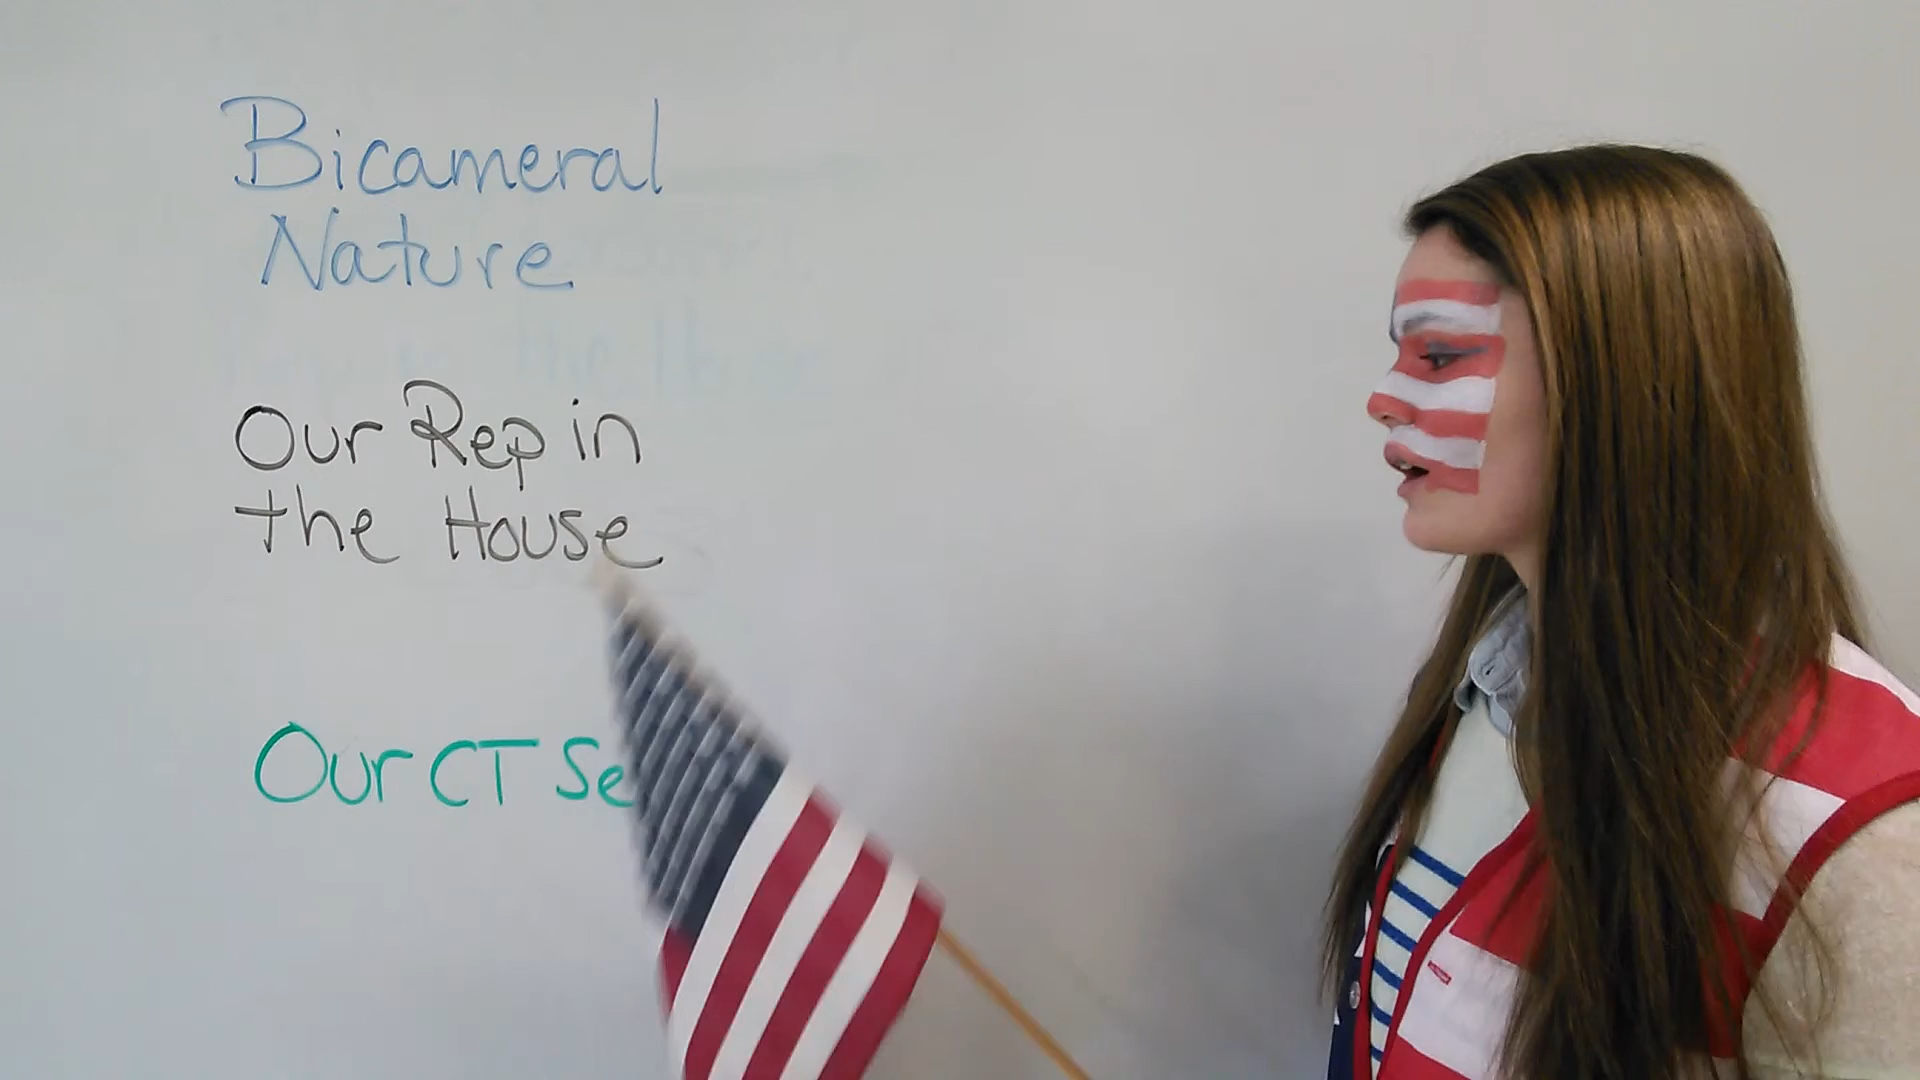 Bicameral
Nature
Our Rep in
the House
Our CT Se